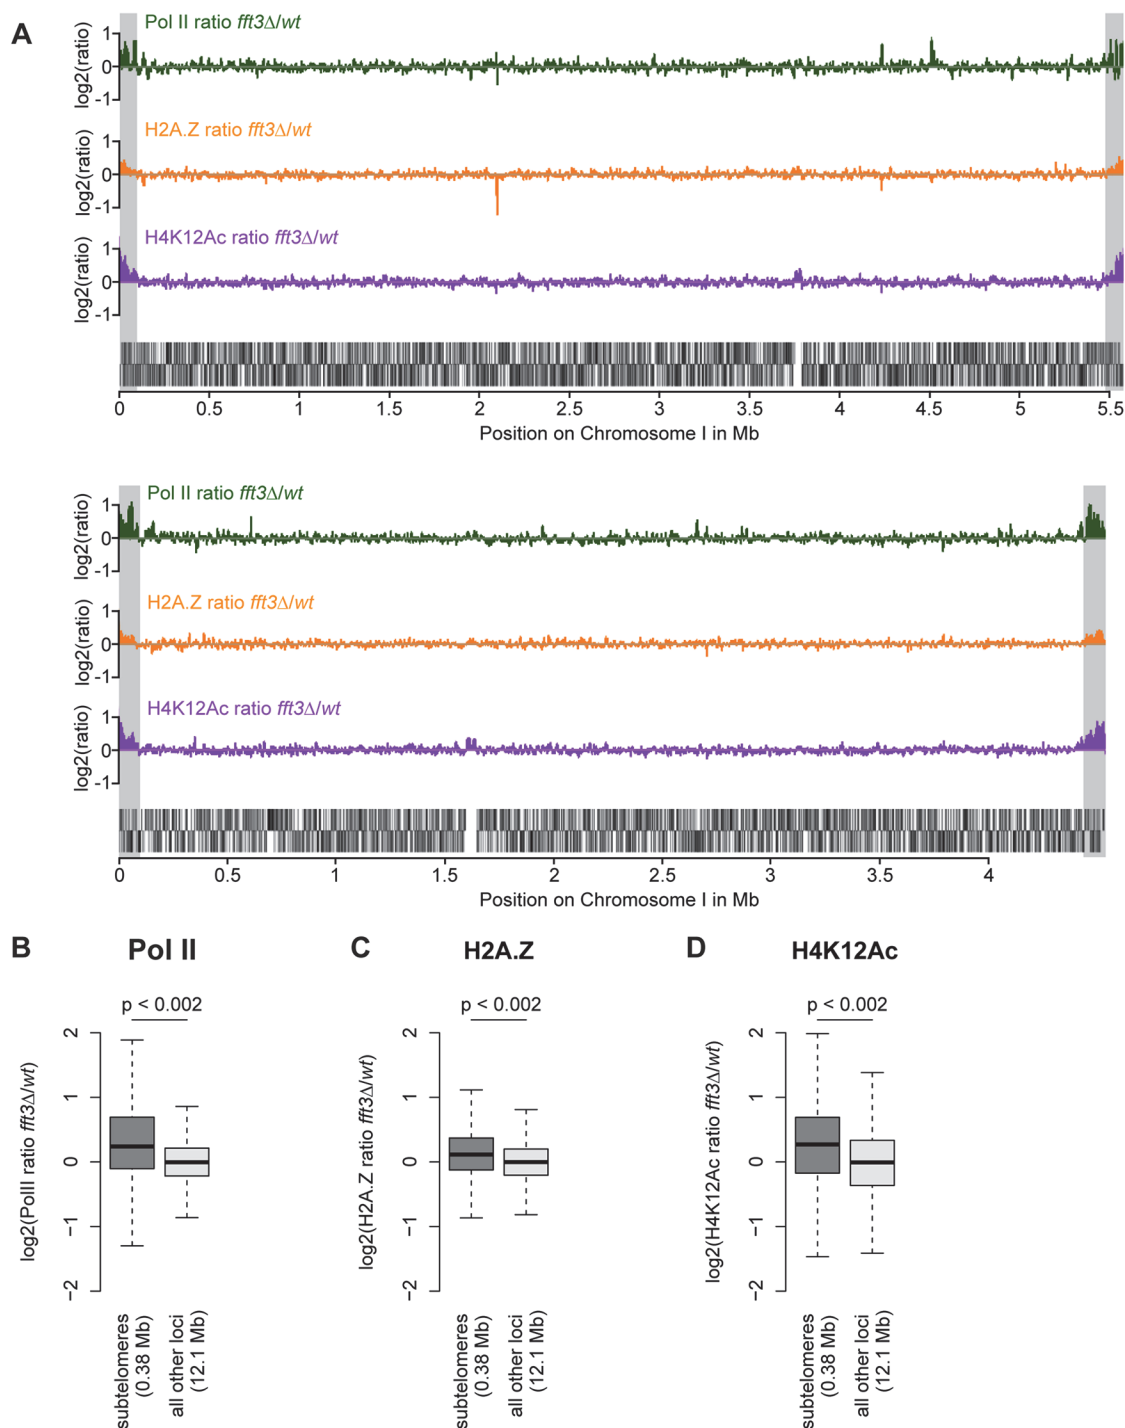 A
Pol II ratio fft3Δ/wt
log2(ratio)
1
0
-1
H2A.Z ratio fft3Δ/wt
log2(ratio)
1
0
-1
H4K12Ac ratio fft3Δ/wt
log2(ratio)
1
0
-1
0 0.5 1 1.5 2 2.5 3 3.5 4 4.5 5 5.5
Position on Chromosome I in Mb
Pol II ratio fft3Δ/wt
log2(ratio)
1
0
-1
H2A.Z ratio fft3Δ/wt
log2(ratio)
1
0
-1
H4K12Ac ratio fft3Δ/wt
log2(ratio)
1
0
-1
0 0.5 1 1.5 2 2.5 3 3.5 4
Position on Chromosome I in Mb
B Pol II
p < 0.002
log2(PolII ratio fft3Δ/wt)
2
1
0
−1
−2
subtelomeres
(0.38 Mb)
all other loci
(12.1 Mb)
C H2A.Z
p < 0.002
log2(H2A.Z ratio fft3Δ/wt)
2
1
0
−1
−2
subtelomeres
(0.38 Mb)
all other loci
(12.1 Mb)
D H4K12Ac
p < 0.002
log2(H4K12Ac ratio fft3Δ/wt)
2
1
0
−1
−2
subtelomeres
(0.38 Mb)
all other loci
(12.1 Mb)